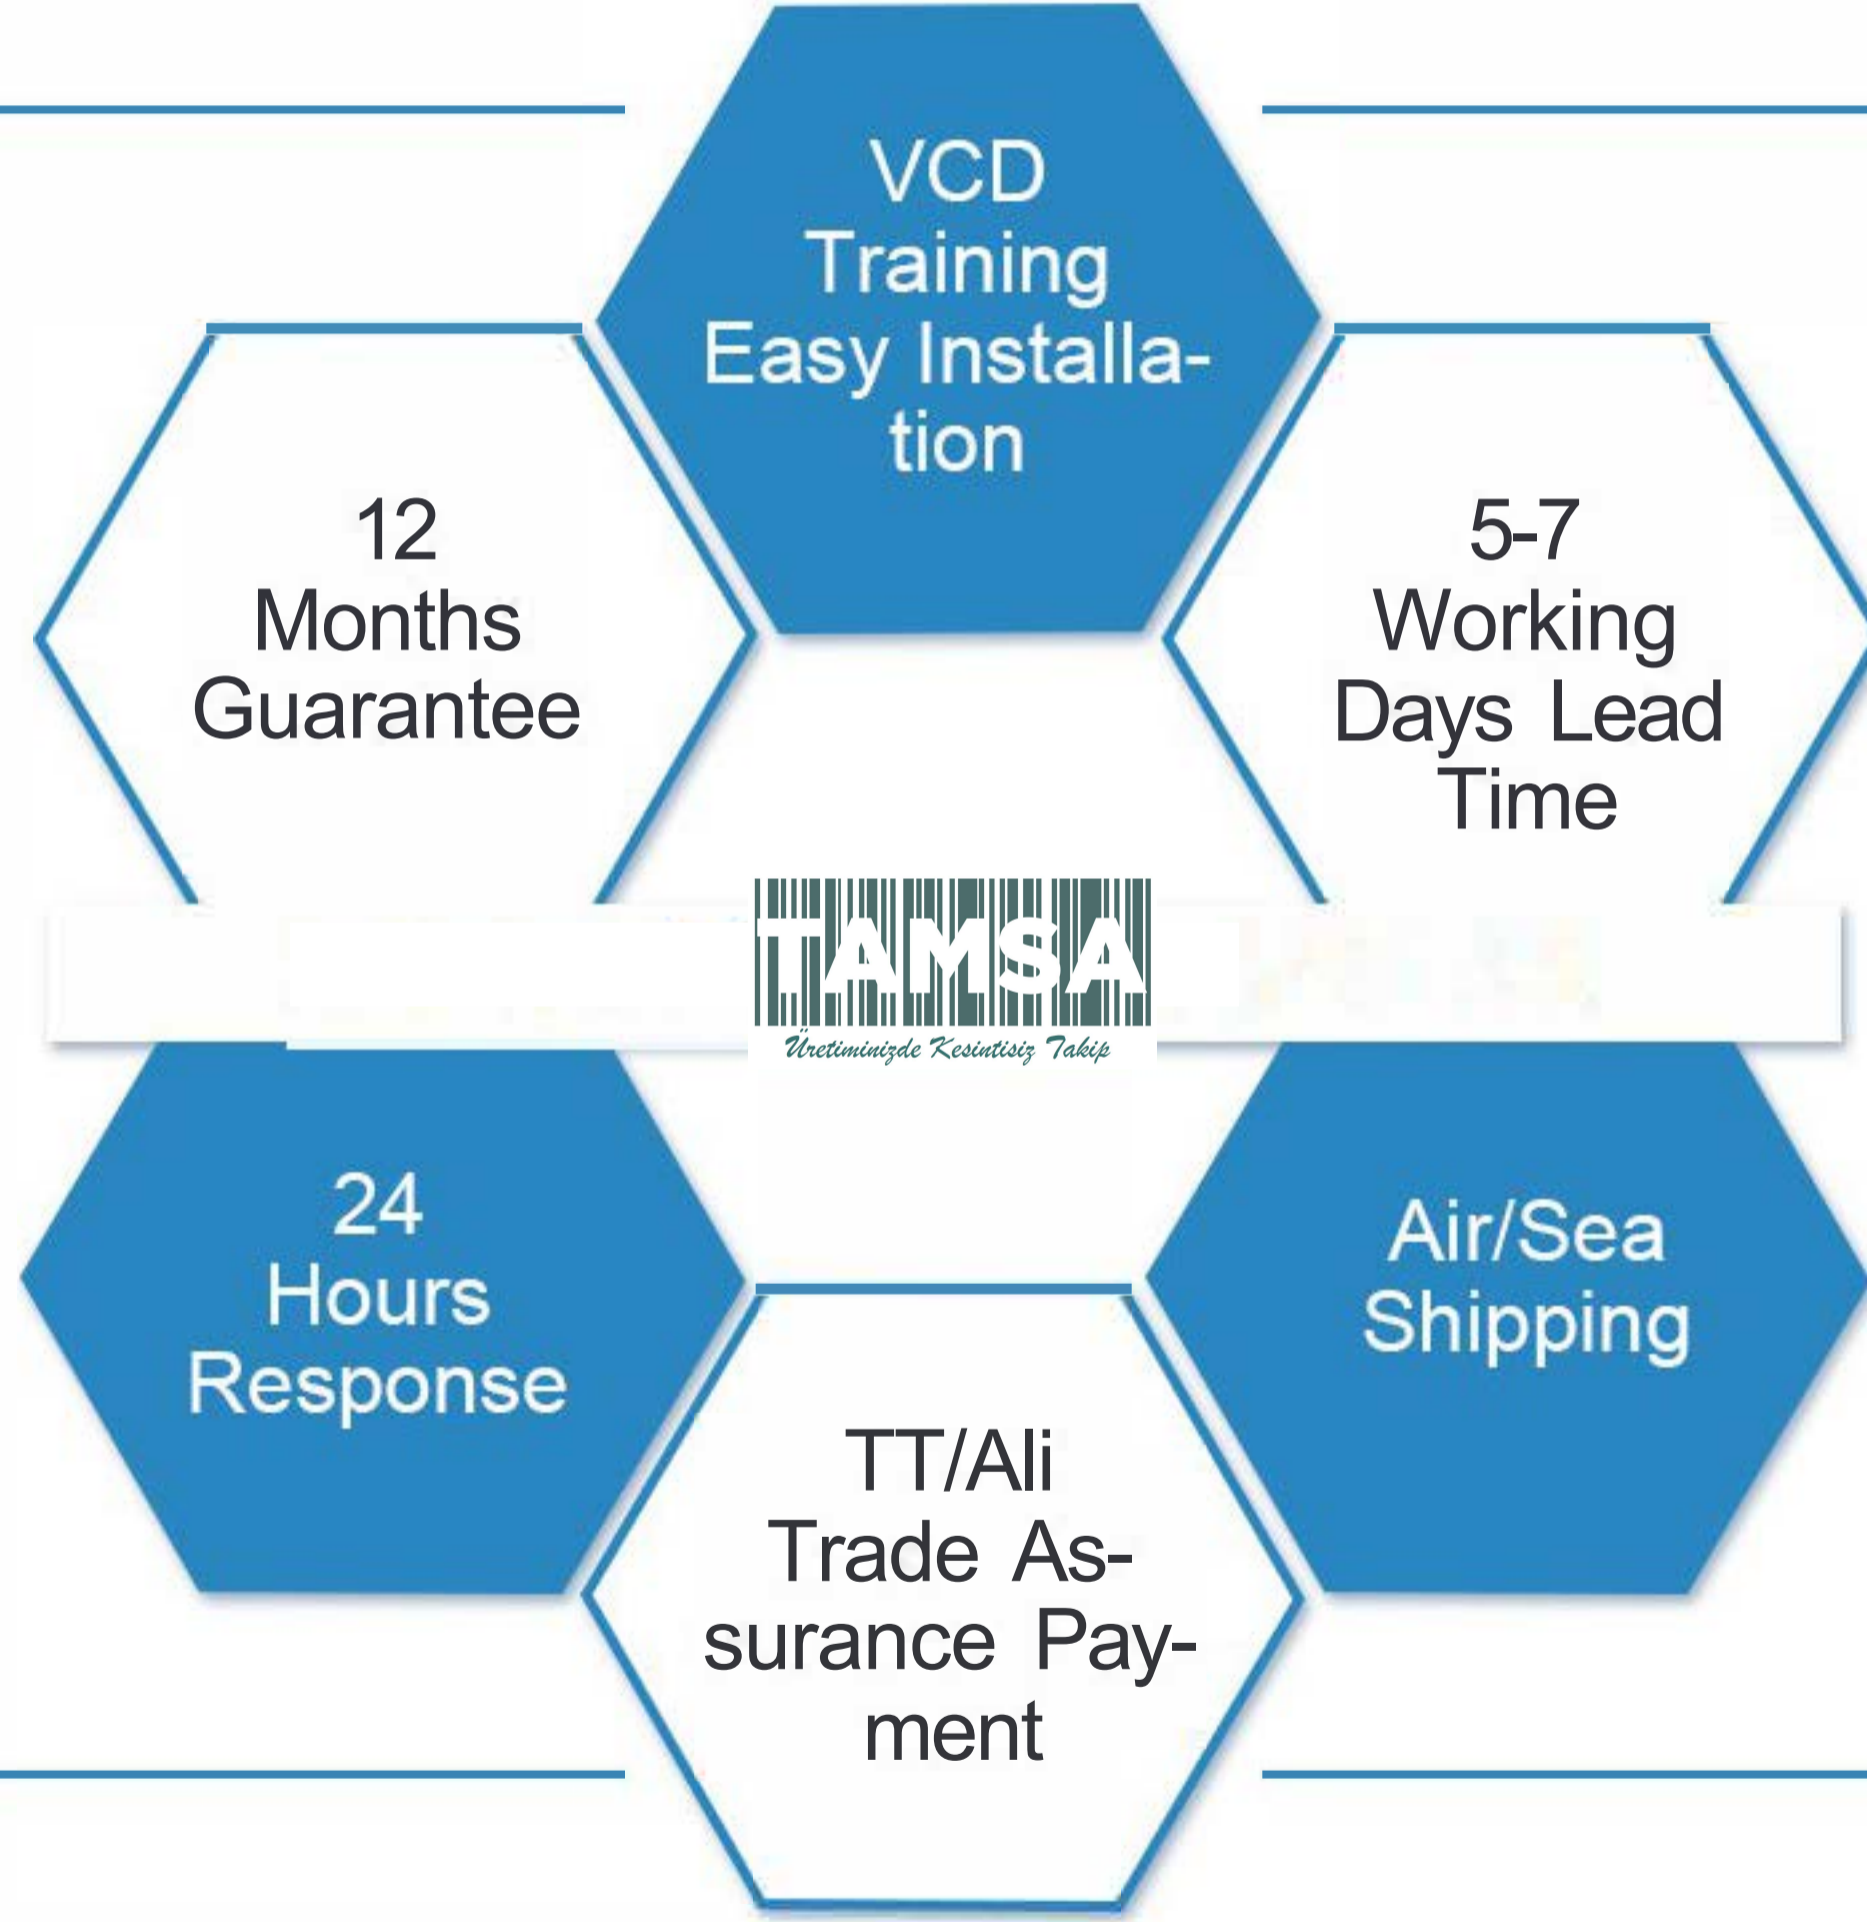 VCD
Training
Easy Installa-
tion
12
Months
Guarantee
5-7
Working
Days Lead
Time
TAMSA
Üretiminizde Kesintisiz Takip
24
Hours
Response
Air/Sea
Shipping
TT/Ali
Trade As-
surance Pay-
ment